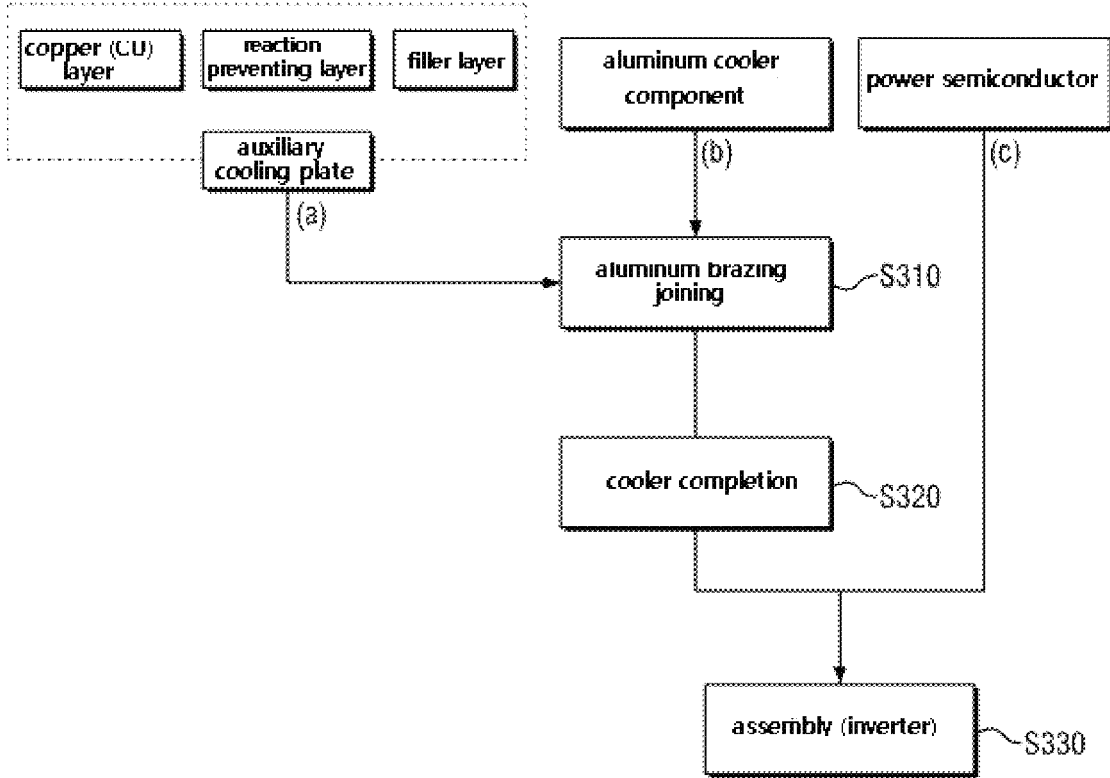 copper (CU)
layer
reaction
preventing layer
filler layer
auxiliary
cooling plate
(a)
aluminum cooler
component
(b)
power semiconductor
(c)
aluminum brazing
joining
S310
cooler completion
S320
assembly (inverter)
S330